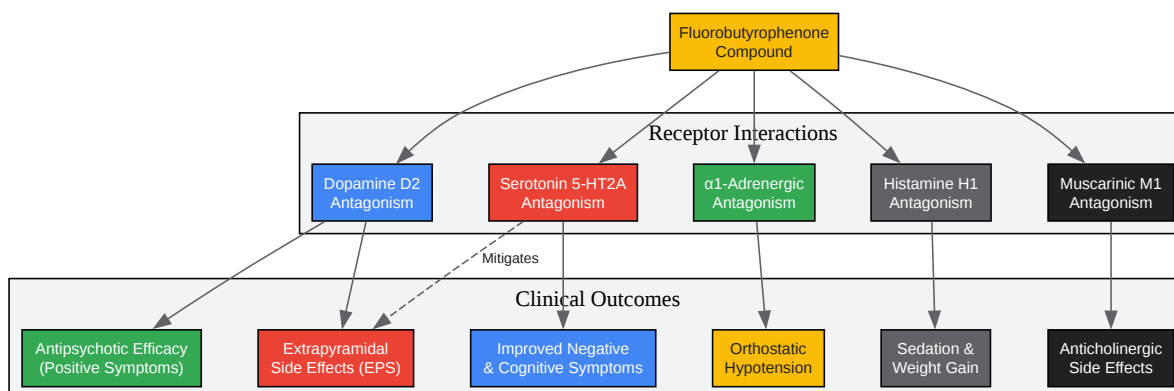 Fluorobutyrophenone
Compound
Receptor Interactions
Dopamine D2
Antagonism
Serotonin 5-HT2A
Antagonism
α1-Adrenergic
Antagonism
Histamine H1
Antagonism
Muscarinic M1
Antagonism
Mitigates
Clinical Outcomes
Antipsychotic Efficacy
(Positive Symptoms)
Extrapyramidal
Side Effects (EPS)
Improved Negative
& Cognitive Symptoms
Orthostatic
Hypotension
Sedation &
Weight Gain
Anticholinergic
Side Effects